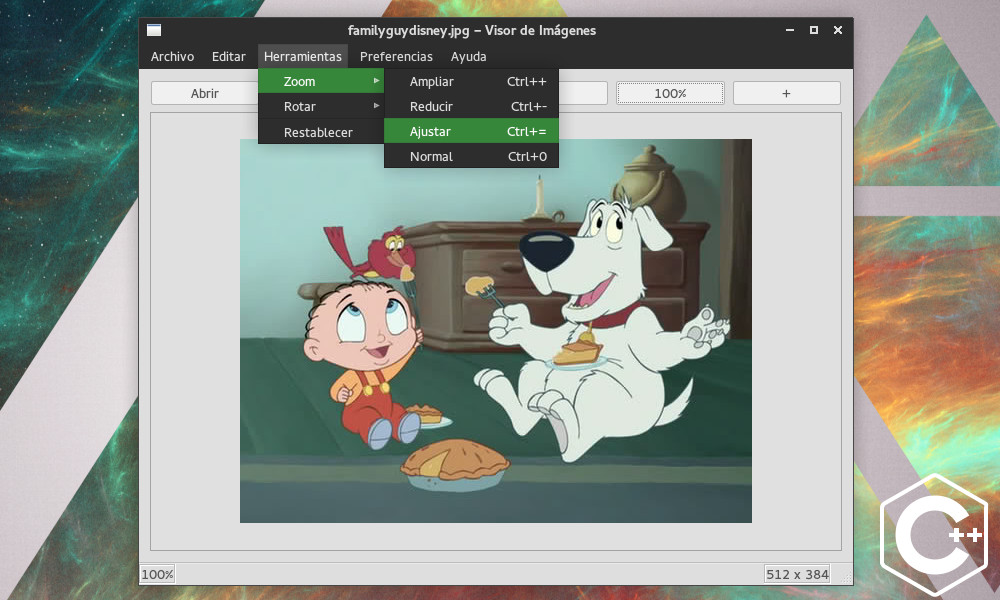 familyguydisney.jpg – Visor de Imágenes
Archivo Editar Herramientas Preferencias Ayuda
Abrir 100% +
Zoom
Rotar
Restablecer
Ampliar Ctrl++
Reducir Ctrl+-
Ajustar Ctrl+=
Normal Ctrl+0
C++
100% 512 x 384